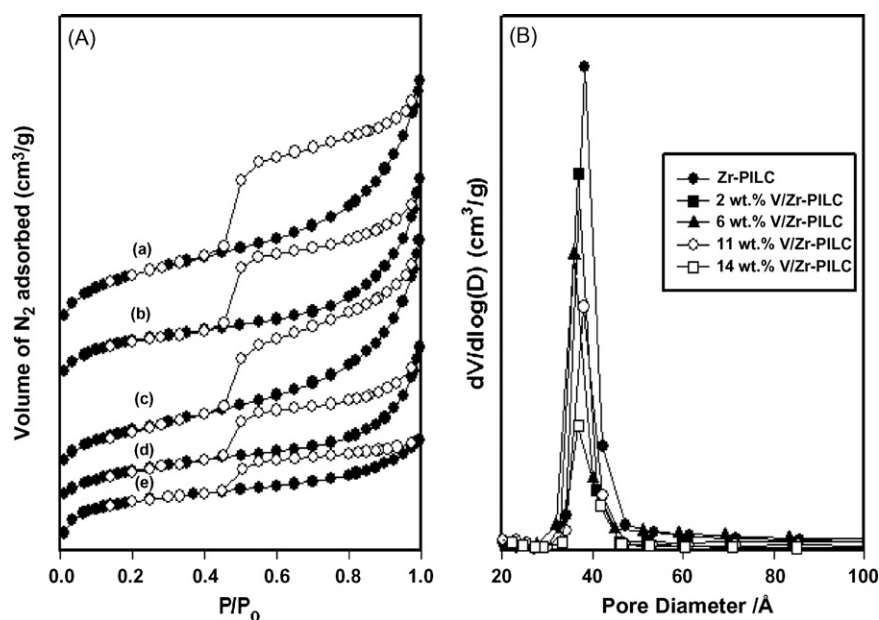 (A)
Volume of N2 adsorbed (cm3/g)
(a)
(b)
(c)
(d)
(e)
0.0 0.2 0.4 0.6 0.8 1.0
P/P0
(B)
dV/dlog(D) (cm3/g)
Zr-PILC
2 wt.% V/Zr-PILC
6 wt.% V/Zr-PILC
11 wt.% V/Zr-PILC
14 wt.% V/Zr-PILC
20 40 60 80 100
Pore Diameter /Å